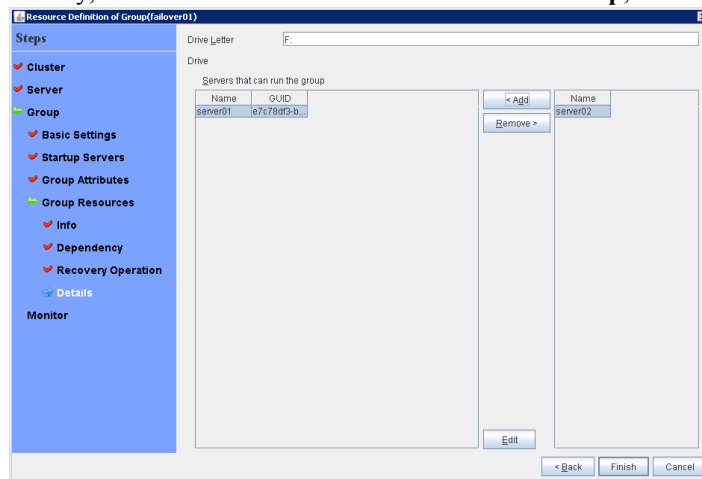 Resource Definition of Group(failover01)
Steps
Cluster
Server
Group
Basic Settings
Startup Servers
Group Attributes
Group Resources
Info
Dependency
Recovery Operation
Details
Monitor
Drive Letter F:
Drive
Servers that can run the group
Name GUID
server01 e7c78df3-b...
< Add
Remove >
Name
server02
Edit
< Back Finish Cancel